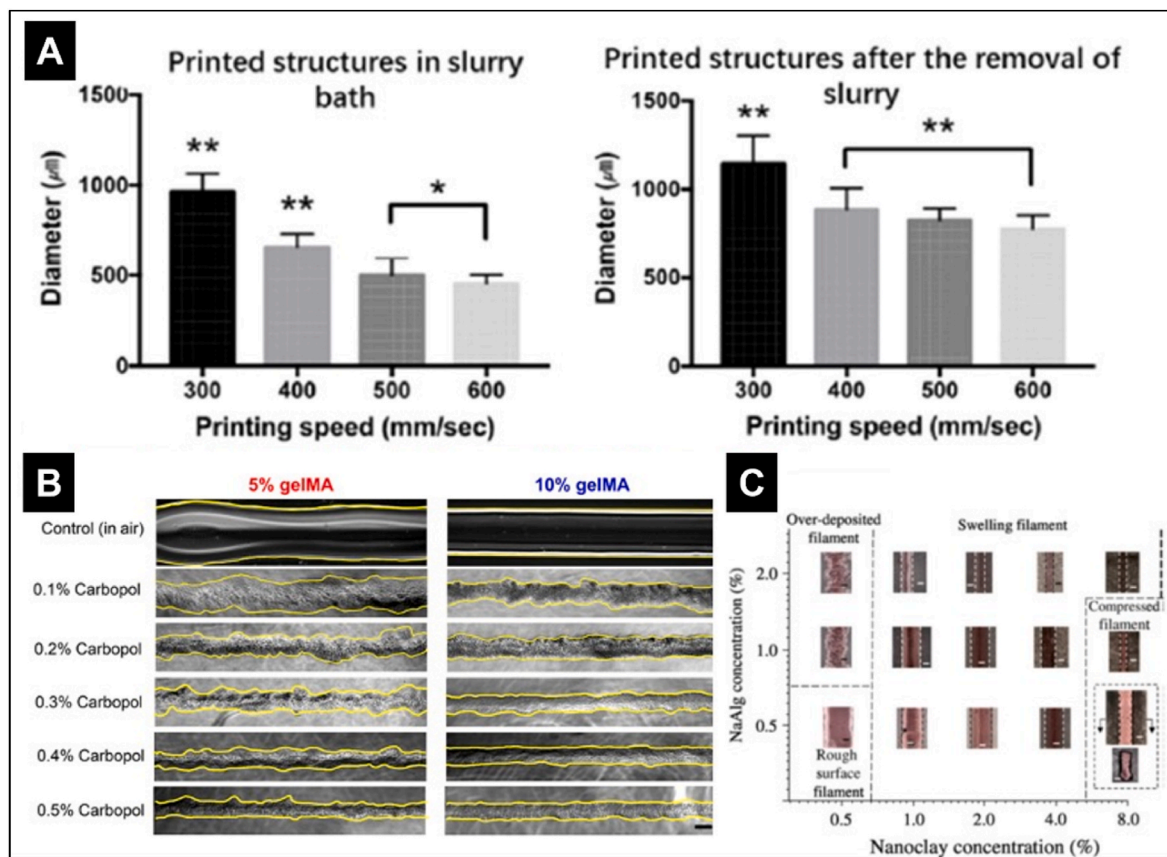 A
Printed structures in slurry
bath
1500
1000
500
0
Diameter (㎛)
**
**
*
300
400
500
600
Printing speed (mm/sec)
Printed structures after the removal of
slurry
1500
1000
500
0
Diameter (㎛)
**
**
300
400
500
600
Printing speed (mm/sec)
B
5% gelMA
10% gelMA
Control (in air)
0.1% Carbopol
0.2% Carbopol
0.3% Carbopol
0.4% Carbopol
0.5% Carbopol
C
Over-deposited
filament
Swelling filament
NaAlg concentration (%)
2.0
1.0
0.5
Compressed
filament
Rough
surface
filament
0.5
1.0
2.0
4.0
8.0
Nanoclay concentration (%)